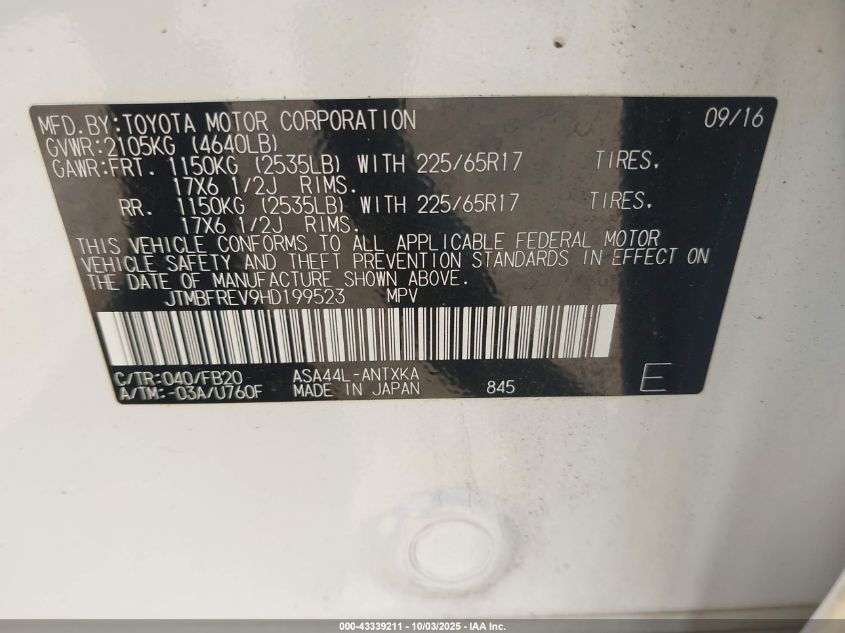 MFD.BY:TOYOTA MOTOR CORPORATION 09/16
GVWR:2105KG (4640LB)
GAWR:FRT. 1150KG (2535LB) WITH 225/65R17 TIRES.
17X6 1/2J RIMS.
RR. 1150KG (2535LB) WITH 225/65R17 TIRES.
17X6 1/2J RIMS.
THIS VEHICLE CONFORMS TO ALL APPLICABLE FEDERAL MOTOR
VEHICLE SAFETY AND THEFT PREVENTION STANDARDS IN EFFECT ON
THE DATE OF MANUFACTURE SHOWN ABOVE.
JTMBFREV9HD199523 MPV
C/TR:040/FB20 ASA44L-ANTXKA
A/TM:-03A/U760F MADE IN JAPAN 845 E
000-43339211 - 10/03/2025 - IAA Inc.